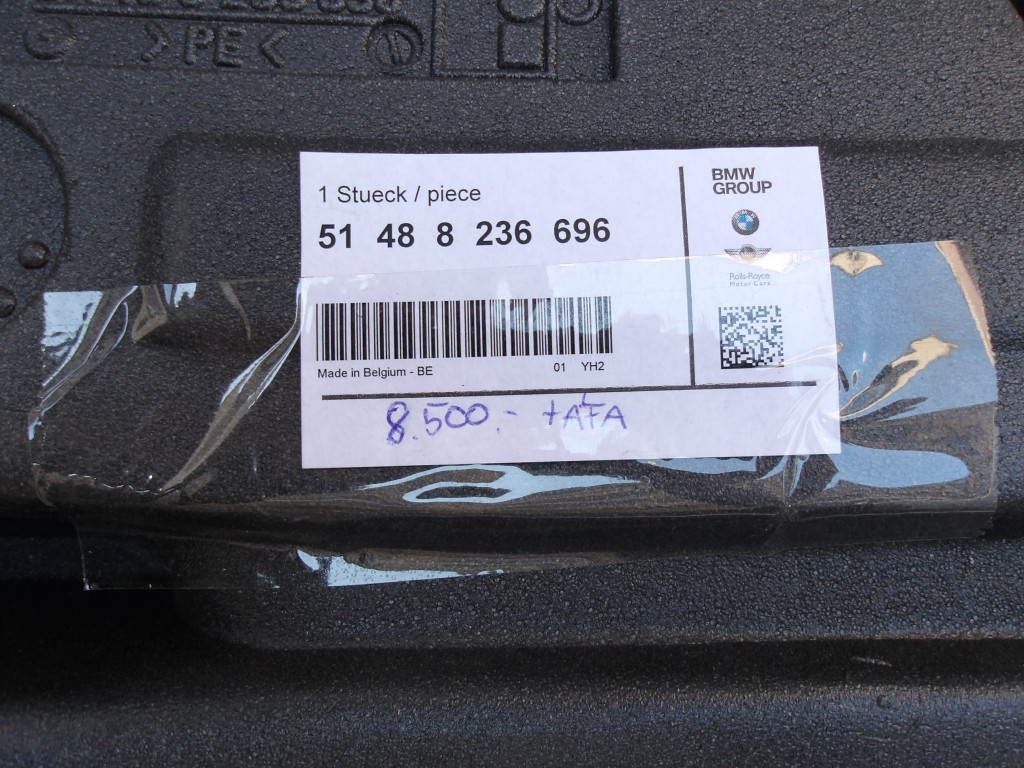 >PE<
1 Stueck / piece
51 48 8 236 696
BMW
GROUP
Rolls-Royce
Motor Cars
Made in Belgium - BE
01 YH2
8.500.- +AFA